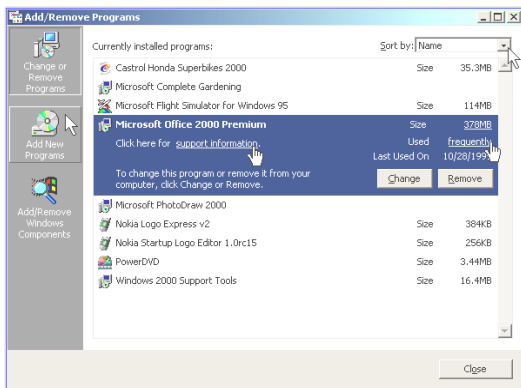 Add/Remove Programs
Change or
Remove
Programs
Add New
Programs
Add/Remove
Windows
Components
Currently installed programs:
Sort by: Name
Castrol Honda Superbikes 2000 Size 35.3MB
Microsoft Complete Gardening
Microsoft Flight Simulator for Windows 95 Size 114MB
Microsoft Office 2000 Premium Size 378MB
Click here for support information. Used frequently
Last Used On 10/28/199
To change this program or remove it from your
computer, click Change or Remove.
Change Remove
Microsoft PhotoDraw 2000
Nokia Logo Express v2 Size 384KB
Nokia Startup Logo Editor 1.0rc15 Size 256KB
PowerDVD Size 3.44MB
Windows 2000 Support Tools Size 16.4MB
Close